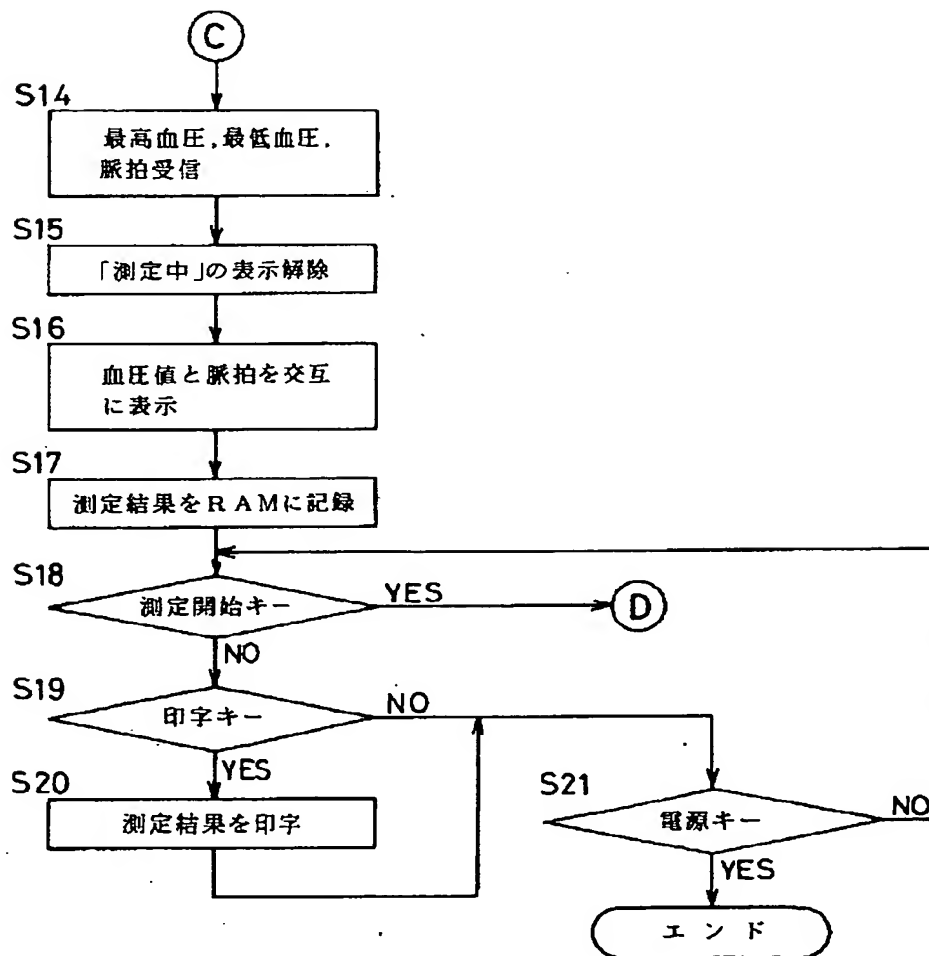 C
S14
最高血圧,最低血圧,
脈拍受信
S15
「測定中」の表示解除
S16
血圧値と脈拍を交互
に表示
S17
測定結果をRAMに記録
S18
測定開始キー
YES
D
NO
S19
印字キー
NO
YES
S20
測定結果を印字
S21
電源キー
NO
YES
エンド